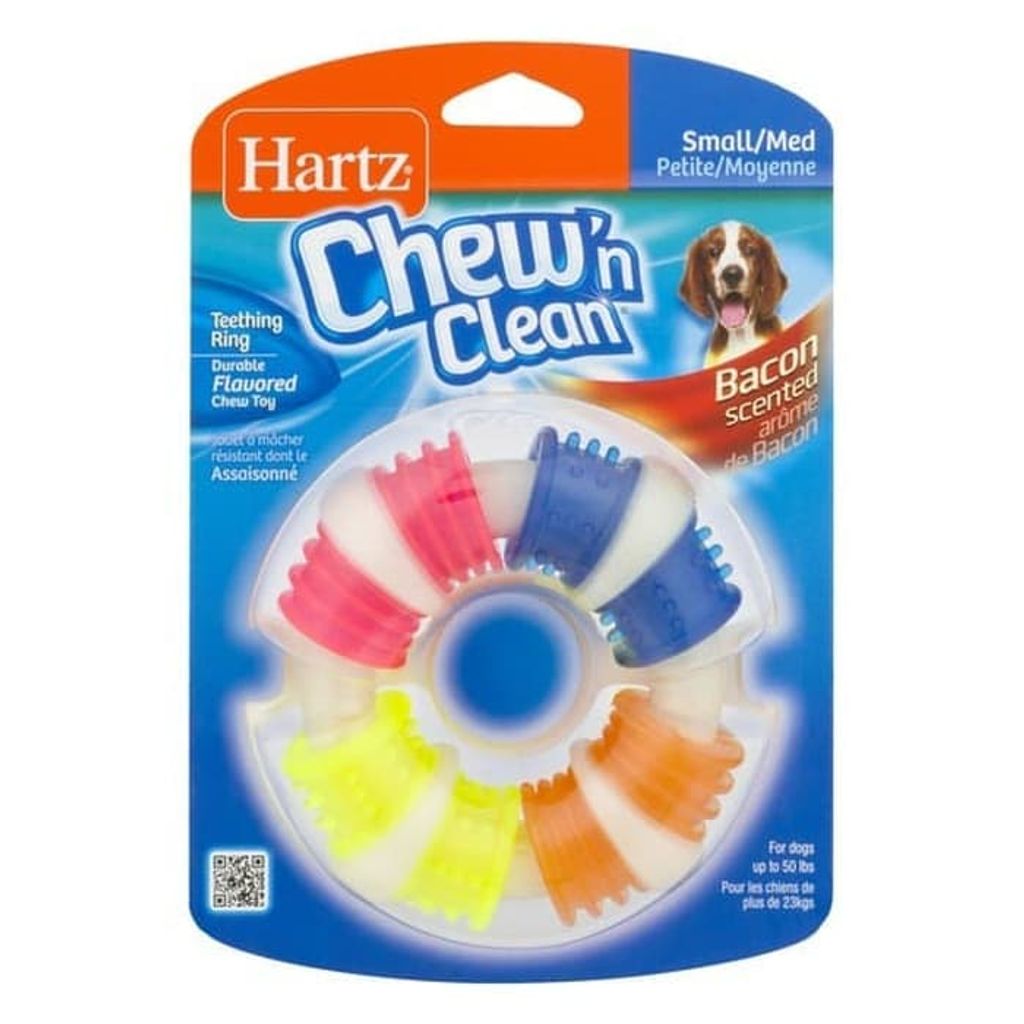 Hartz
Small/Med
Petite/Moyenne
Chew'n
Clean
Teething
Ring
Durable
Flavored
Chew Toy
Jouet à mâcher
résistant dont le
Assaisonné
Bacon
scented
arôme
de Bacon
For dogs
up to 50 lbs
Pour les chiens de
plus de 23kgs